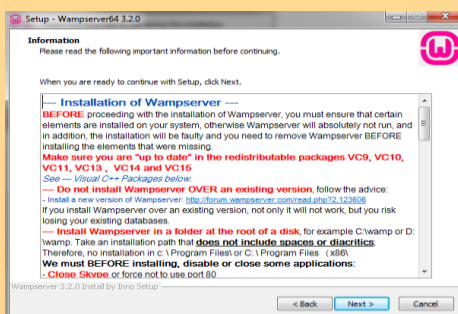 Setup - Wampserver64 3.2.0
Information
Please read the following important information before continuing.
When you are ready to continue with Setup, click Next.
— Installation of Wampserver —
BEFORE proceeding with the installation of Wampserver, you must ensure that certain
elements are installed on your system, otherwise Wampserver will absolutely not run, and
in addition, the installation will be faulty and you need to remove Wampserver BEFORE
installing the elements that were missing.
Make sure you are "up to date" in the redistributable packages VC9, VC10,
VC11, VC13 , VC14 and VC15
See — Visual C++ Packages below.
— Do not install Wampserver OVER an existing version, follow the advice:
- Install a new version of Wampserver: http://forum.wampserver.com/read.php?2,123606
If you install Wampserver over an existing version, not only it will not work, but you risk
losing your existing databases.
— Install Wampserver in a folder at the root of a disk, for example C:\wamp or D:
\wamp. Take an installation path that does not include spaces or diacritics;
Therefore, no installation in c: \ Program Files\ or C: \ Program Files (x86\
We must BEFORE installing, disable or close some applications:
- Close Skype or force not to use port 80
Wampserver 3.2.0 Install by Inno Setup
< Back
Next >
Cancel